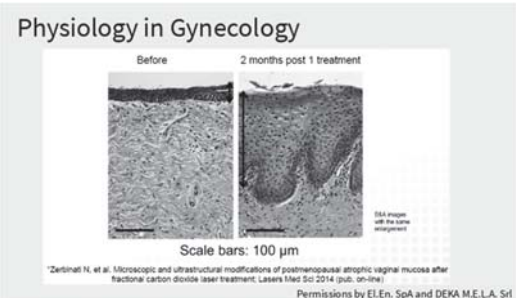 Physiology in Gynecology
Before
2 months post 1 treatment
E&A images
with the same
enlargement
Scale bars: 100 μm
*Zerbinati N, et al. Microscopic and ultrastructural modifications of postmenopausal atrophic vaginal mucosa after
fractional carbon dioxide laser treatment; Lasers Med Sci 2014 (pub. on-line)
Permissions by El.En. SpA and DEKA M.E.L.A. Srl